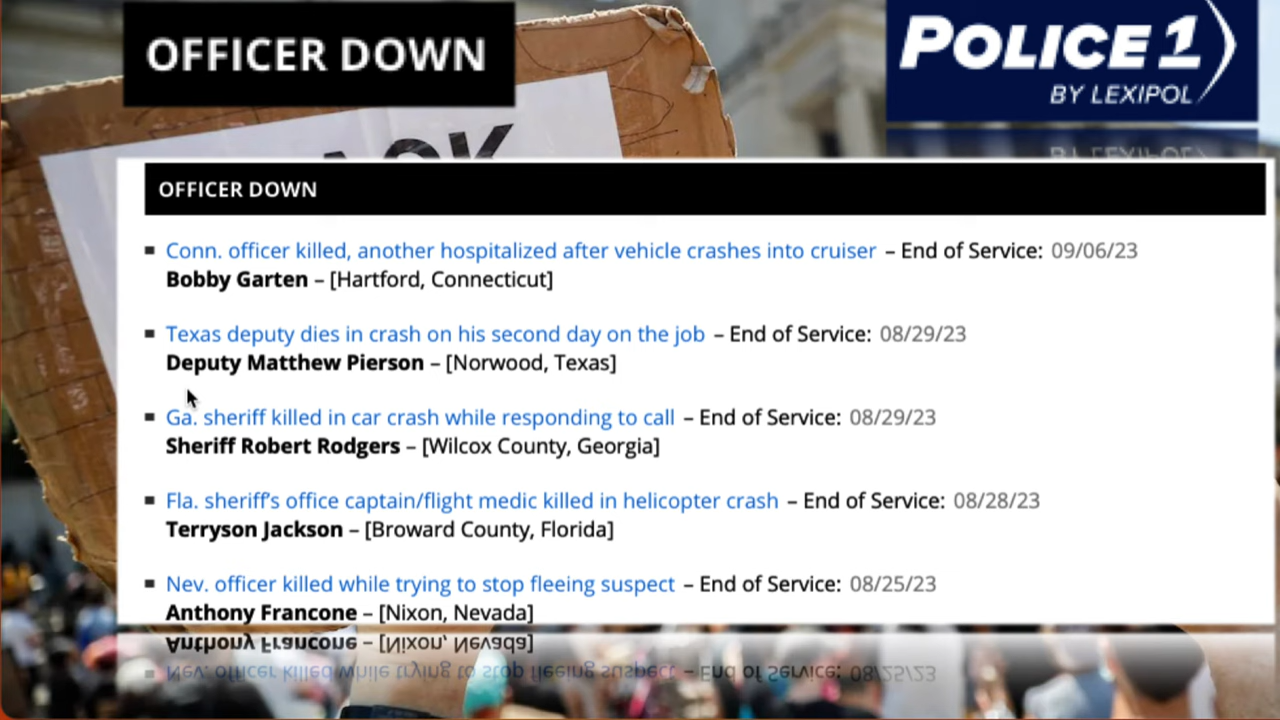 OFFICER DOWN
POLICE1
BY LEXIPOL
OFFICER DOWN
▪ Conn. officer killed, another hospitalized after vehicle crashes into cruiser – End of Service: 09/06/23
Bobby Garten – [Hartford, Connecticut]
▪ Texas deputy dies in crash on his second day on the job – End of Service: 08/29/23
Deputy Matthew Pierson – [Norwood, Texas]
▪ Ga. sheriff killed in car crash while responding to call – End of Service: 08/29/23
Sheriff Robert Rodgers – [Wilcox County, Georgia]
▪ Fla. sheriff's office captain/flight medic killed in helicopter crash – End of Service: 08/28/23
Terryson Jackson – [Broward County, Florida]
▪ Nev. officer killed while trying to stop fleeing suspect – End of Service: 08/25/23
Anthony Francone – [Nixon, Nevada]